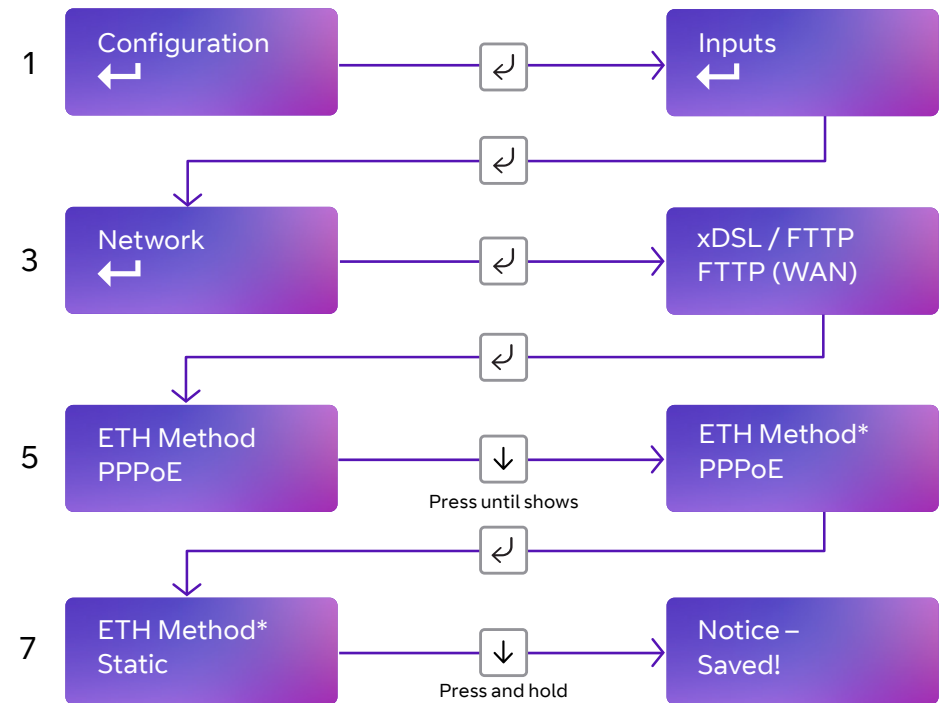 1
Configuration
Inputs
3
Network
xDSL / FTTP
FTTP (WAN)
5
ETH Method
PPPoE
Press until shows
ETH Method*
PPPoE
7
ETH Method*
Static
Press and hold
Notice –
Saved!